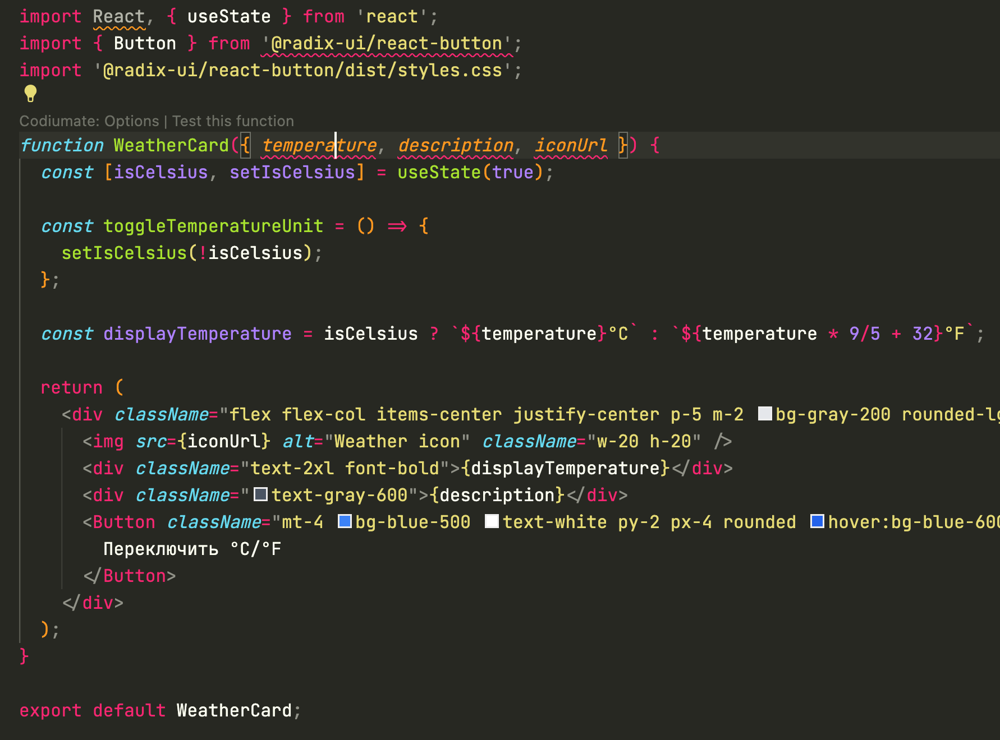 import React, { useState } from 'react';
import { Button } from '@radix-ui/react-button';
import '@radix-ui/react-button/dist/styles.css';
Codiumate: Options | Test this function
function WeatherCard({ temperature, description, iconUrl }) {
const [isCelsius, setIsCelsius] = useState(true);
const toggleTemperatureUnit = () => {
setIsCelsius(!isCelsius);
};
const displayTemperature = isCelsius ? `${temperature}°C` : `${temperature * 9/5 + 32}°F`;
return (
<div className="flex flex-col items-center justify-center p-5 m-2 bg-gray-200 rounded-lg
<img src={iconUrl} alt="Weather icon" className="w-20 h-20" />
<div className="text-2xl font-bold">{displayTemperature}</div>
<div className="text-gray-600">{description}</div>
<Button className="mt-4 bg-blue-500 text-white py-2 px-4 rounded hover:bg-blue-600
Переключить °C/°F
</Button>
</div>
);
}
export default WeatherCard;